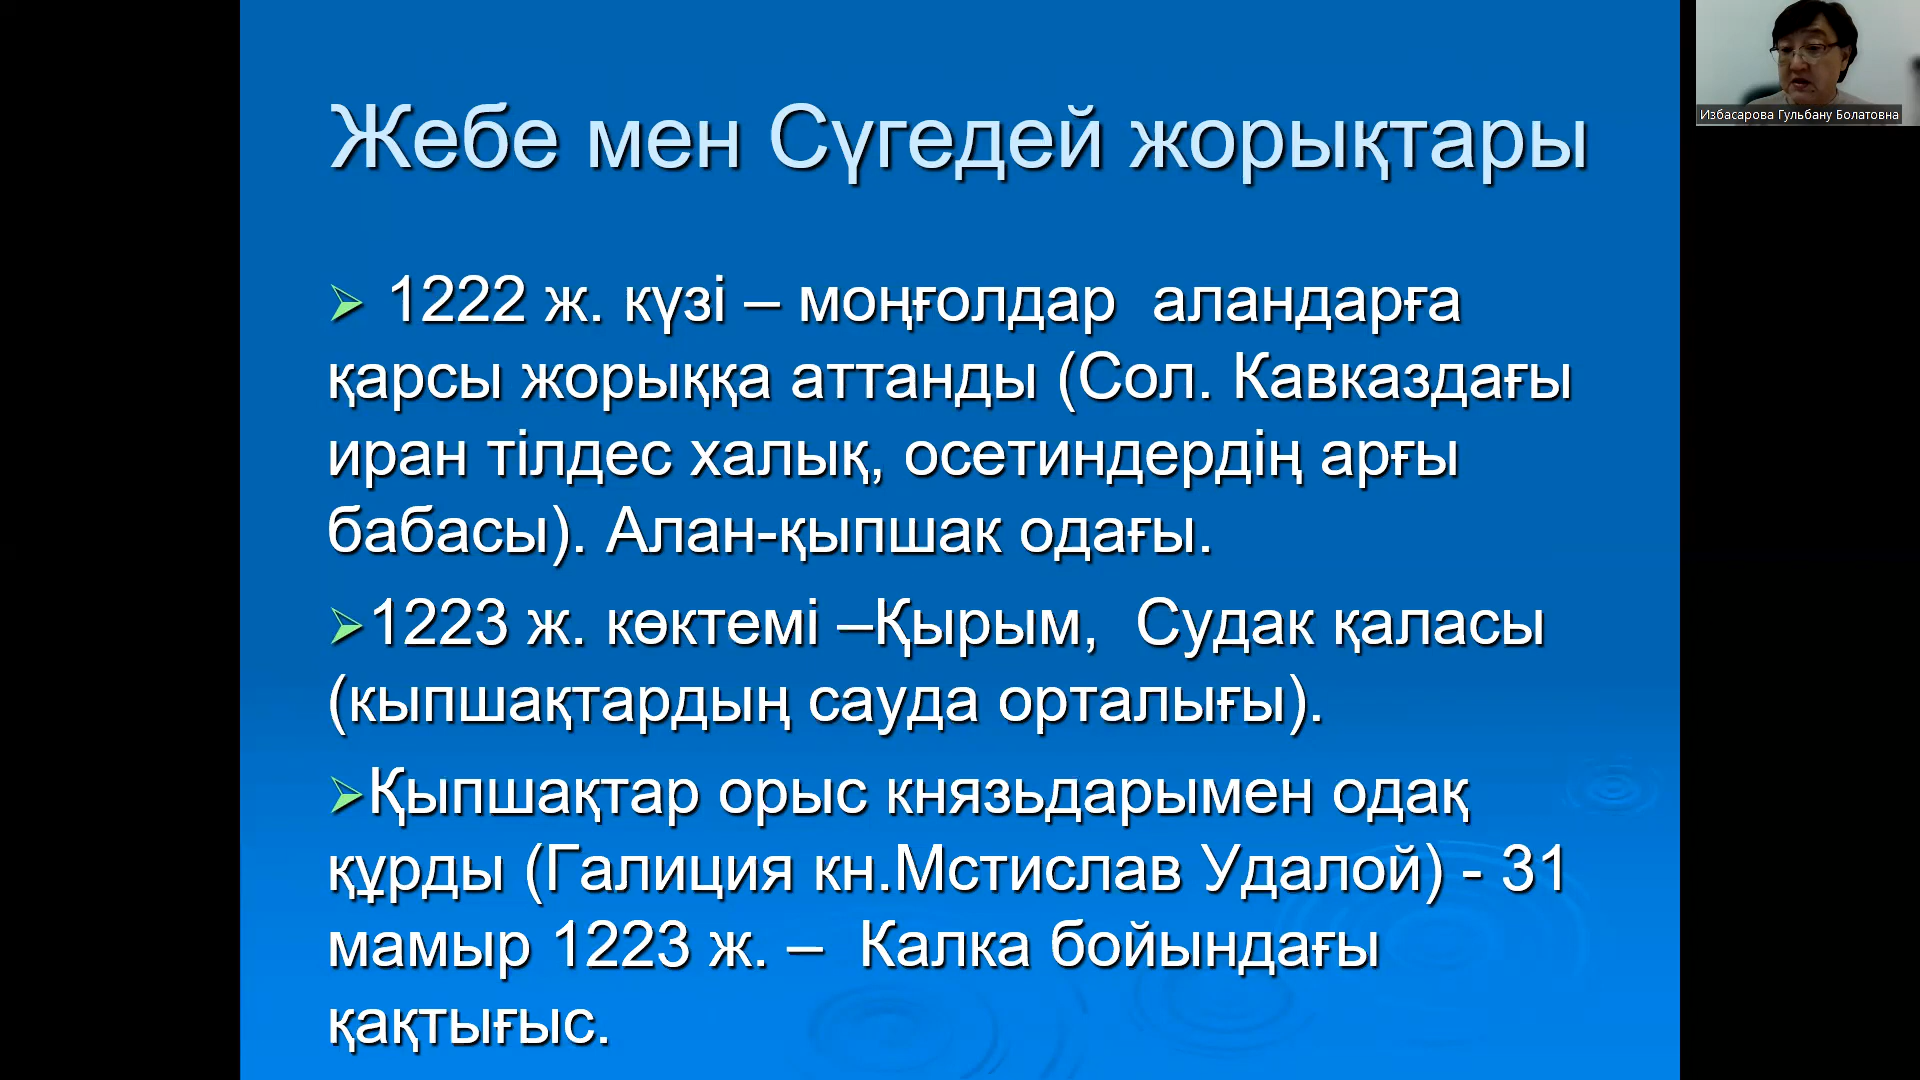 Жебе мен Сүгедей жорықтары
Избасарова Гульбану Болатовна
➢ 1222 ж. күзі – моңғолдар аландарға
қарсы жорыққа аттанды (Сол. Кавказдағы
иран тілдес халық, осетиндердің арғы
бабасы). Алан-қыпшак одағы.
➢1223 ж. көктемі –Қырым, Судак қаласы
(кыпшақтардың сауда орталығы).
➢Қыпшақтар орыс князьдарымен одақ
құрды (Галиция кн.Мстислав Удалой) - 31
мамыр 1223 ж. – Калка бойындағы
қақтығыс.